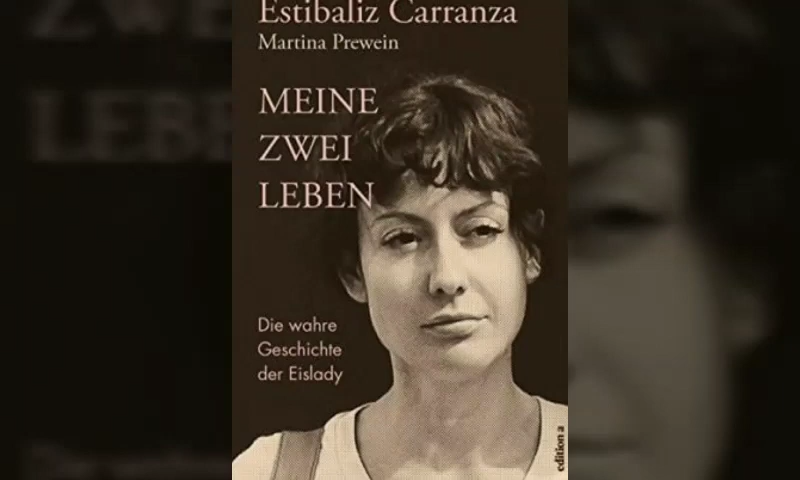 Estibaliz Carranza
Martina Prewein
MEINE
ZWEI
LEBEN
Die wahre
Geschichte
der Eislady
edition a